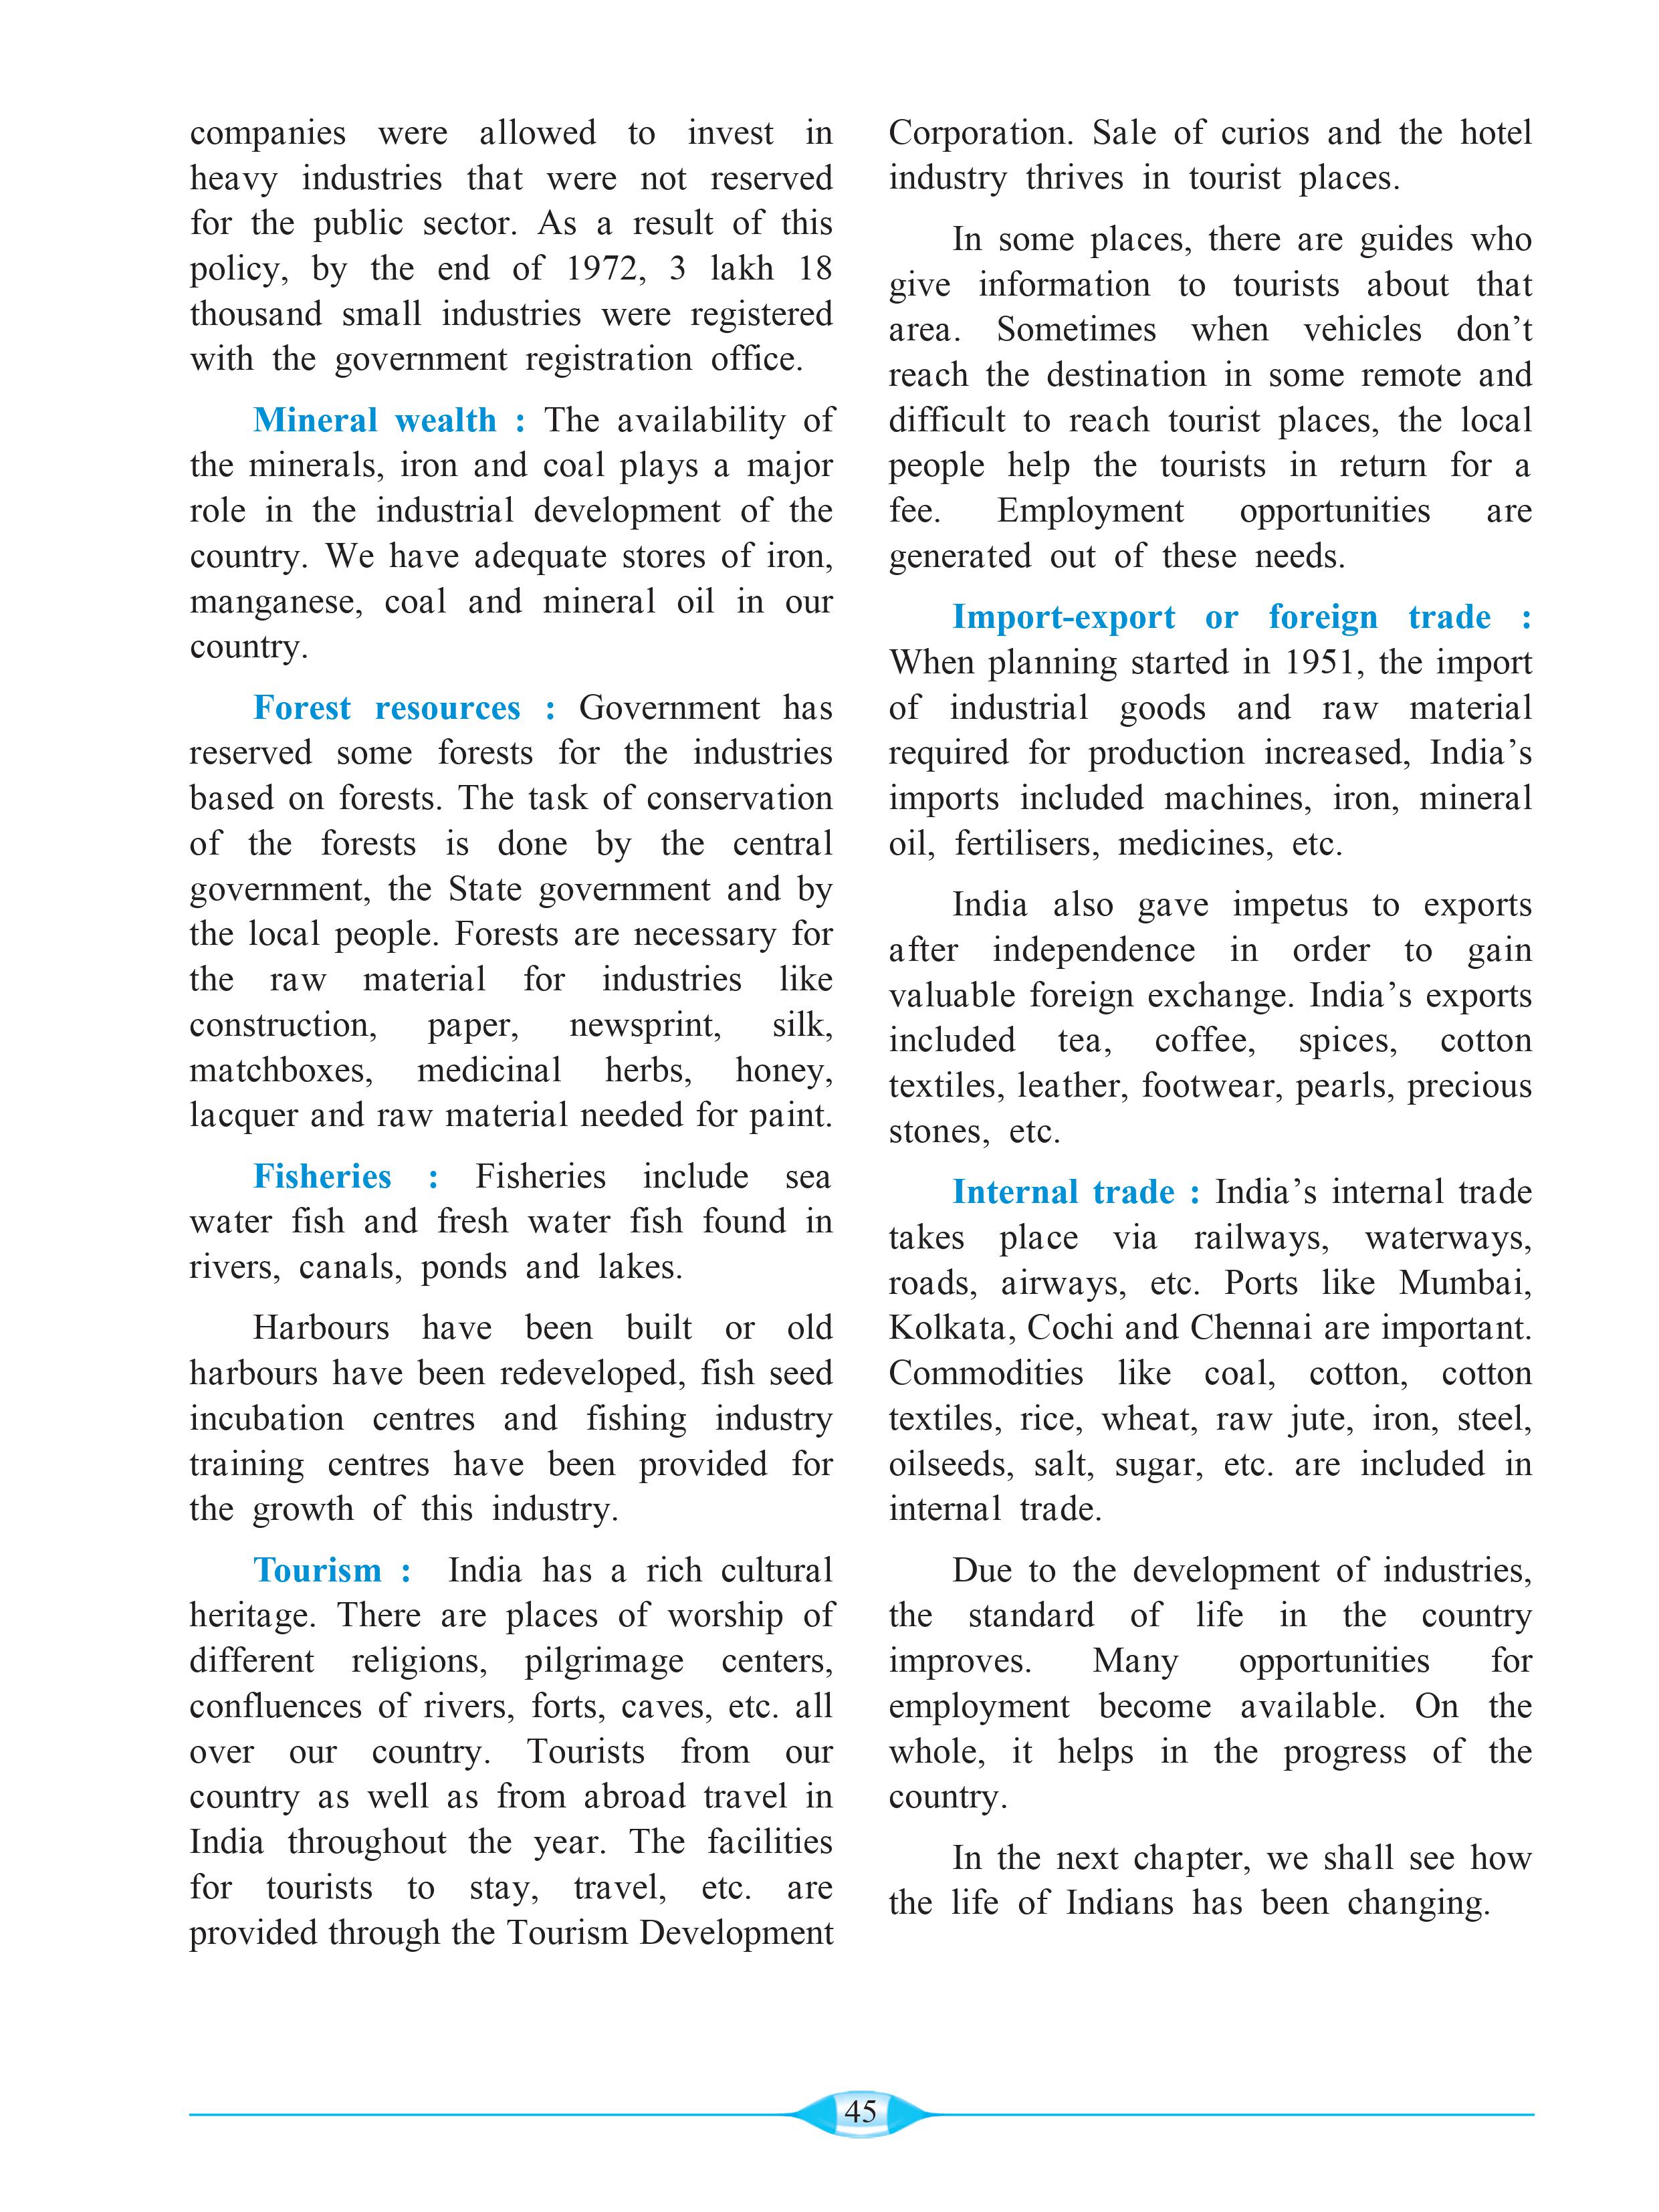 companies were allowed to invest in
heavy industries that were not reserved
for the public sector. As a result of this
policy, by the end of 1972, 3 lakh 18
thousand small industries were registered
with the government registration office.
Mineral wealth : The availability of
the minerals, iron and coal plays a major
role in the industrial development of the
country. We have adequate stores of iron,
manganese, coal and mineral oil in our
country.
Forest resources : Government has
reserved some forests for the industries
based on forests. The task of conservation
of the forests is done by the central
government, the State government and by
the local people. Forests are necessary for
the raw material for industries like
construction, paper, newsprint, silk,
matchboxes, medicinal herbs, honey,
lacquer and raw material needed for paint.
Fisheries : Fisheries include sea
water fish and fresh water fish found in
rivers, canals, ponds and lakes.
Harbours have been built or old
harbours have been redeveloped, fish seed
incubation centres and fishing industry
training centres have been provided for
the growth of this industry.
Tourism : India has a rich cultural
heritage. There are places of worship of
different religions, pilgrimage centers,
confluences of rivers, forts, caves, etc. all
over our country. Tourists from our
country as well as from abroad travel in
India throughout the year. The facilities
for tourists to stay, travel, etc. are
provided through the Tourism Development
Corporation. Sale of curios and the hotel
industry thrives in tourist places.
In some places, there are guides who
give information to tourists about that
area. Sometimes when vehicles don’t
reach the destination in some remote and
difficult to reach tourist places, the local
people help the tourists in return for a
fee. Employment opportunities are
generated out of these needs.
Import-export or foreign trade :
When planning started in 1951, the import
of industrial goods and raw material
required for production increased, India’s
imports included machines, iron, mineral
oil, fertilisers, medicines, etc.
India also gave impetus to exports
after independence in order to gain
valuable foreign exchange. India’s exports
included tea, coffee, spices, cotton
textiles, leather, footwear, pearls, precious
stones, etc.
Internal trade : India’s internal trade
takes place via railways, waterways,
roads, airways, etc. Ports like Mumbai,
Kolkata, Cochi and Chennai are important.
Commodities like coal, cotton, cotton
textiles, rice, wheat, raw jute, iron, steel,
oilseeds, salt, sugar, etc. are included in
internal trade.
Due to the development of industries,
the standard of life in the country
improves. Many opportunities for
employment become available. On the
whole, it helps in the progress of the
country.
In the next chapter, we shall see how
the life of Indians has been changing.
45